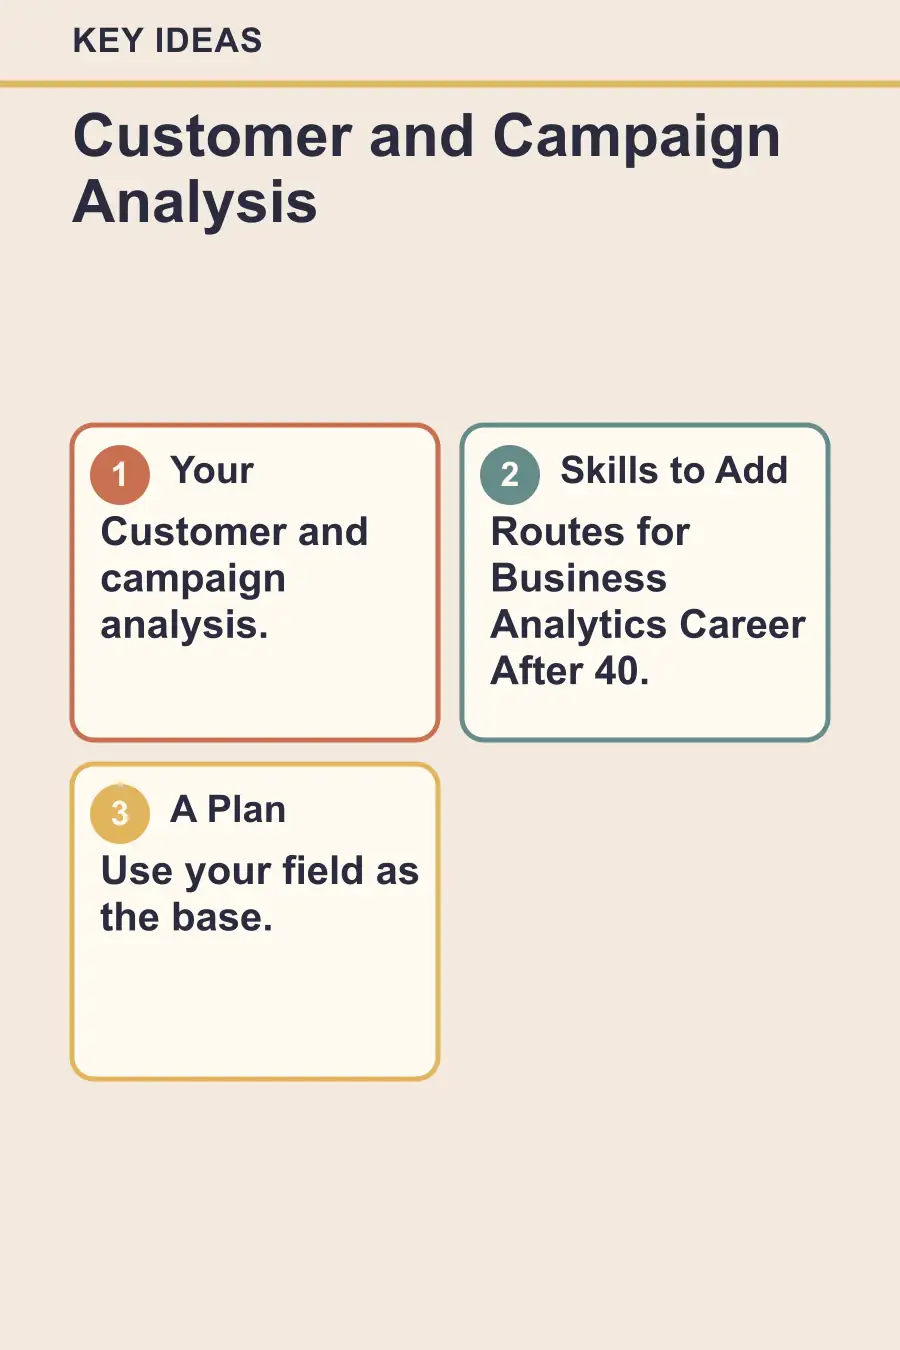 KEY IDEAS
Customer and Campaign
Analysis
1 Your
Customer and
campaign
analysis.
2 Skills to Add
Routes for
Business
Analytics Career
After 40.
3 A Plan
Use your field as
the base.